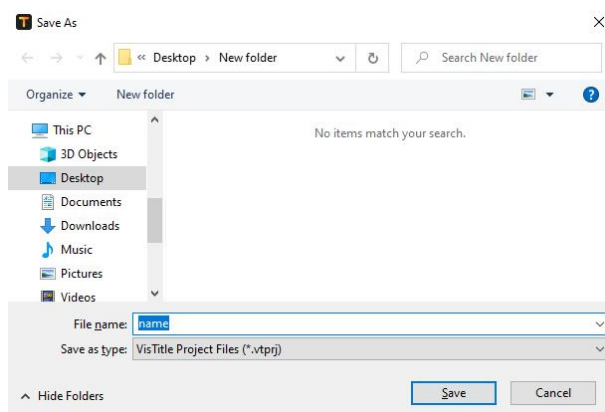 Save As
« Desktop › New folder
Search New folder
Organize
New folder
This PC
3D Objects
Desktop
Documents
Downloads
Music
Pictures
Videos
No items match your search.
File name: name
Save as type: VisTitle Project Files (*.vtprj)
Hide Folders
Save
Cancel